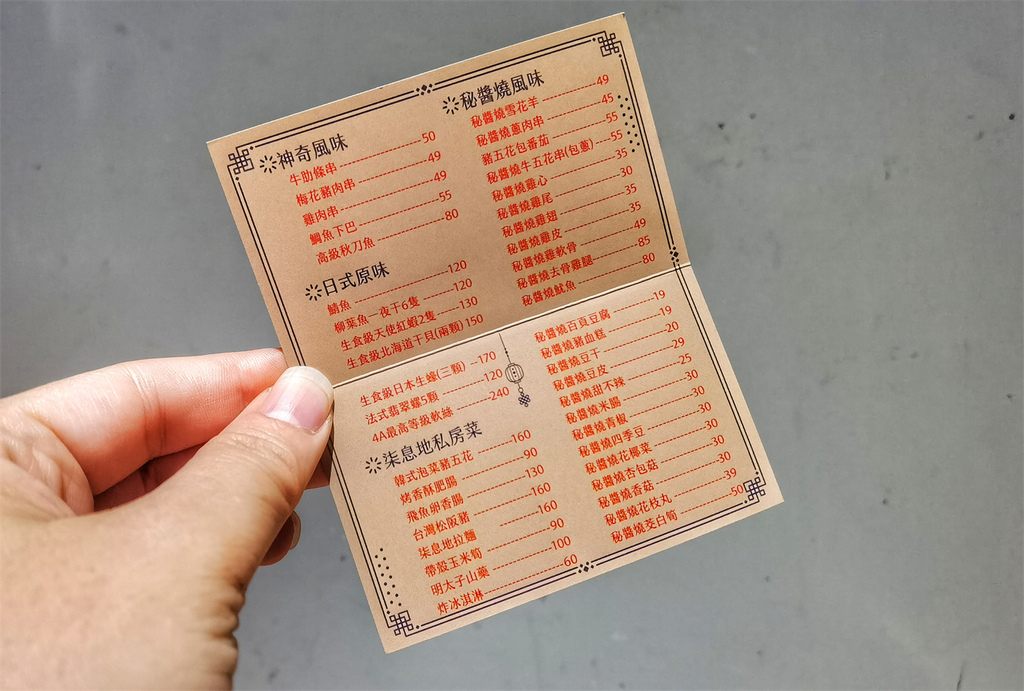 神奇風味
牛肋條串 50
梅花豬肉串 49
雞肉串 49
鯛魚下巴 55
高級秋刀魚 80
日式原味
鯖魚 120
柳葉魚一夜干6隻 120
生食級天使紅蝦2隻 130
生食級北海道干貝(兩顆) 150
生食級日本生蠔(三顆) 170
法式翡翠螺5顆 120
4A最高等級軟絲 240
柒息地私房菜
韓式泡菜豬五花 160
烤香酥肥腸 90
飛魚卵香腸 130
台灣松阪豬 160
柒息地拉麵 160
帶殼玉米筍 90
明太子山藥 100
炸冰淇淋 60
秘醬燒風味
秘醬燒雪花羊 49
秘醬燒蔥肉串 45
豬五花包番茄 55
秘醬燒牛五花串(包蔥) 55
秘醬燒雞心 35
秘醬燒雞尾 30
秘醬燒雞翅 35
秘醬燒雞皮 35
秘醬燒雞軟骨 49
秘醬燒去骨雞腿 85
秘醬燒魷魚 80
秘醬燒百頁豆腐 19
秘醬燒豬血糕 19
秘醬燒豆干 20
秘醬燒豆皮 29
秘醬燒甜不辣 25
秘醬燒米腸 30
秘醬燒青椒 30
秘醬燒四季豆 30
秘醬燒花椰菜 30
秘醬燒杏包菇 30
秘醬燒香菇 30
秘醬燒花枝丸 39
秘醬燒茭白筍 50